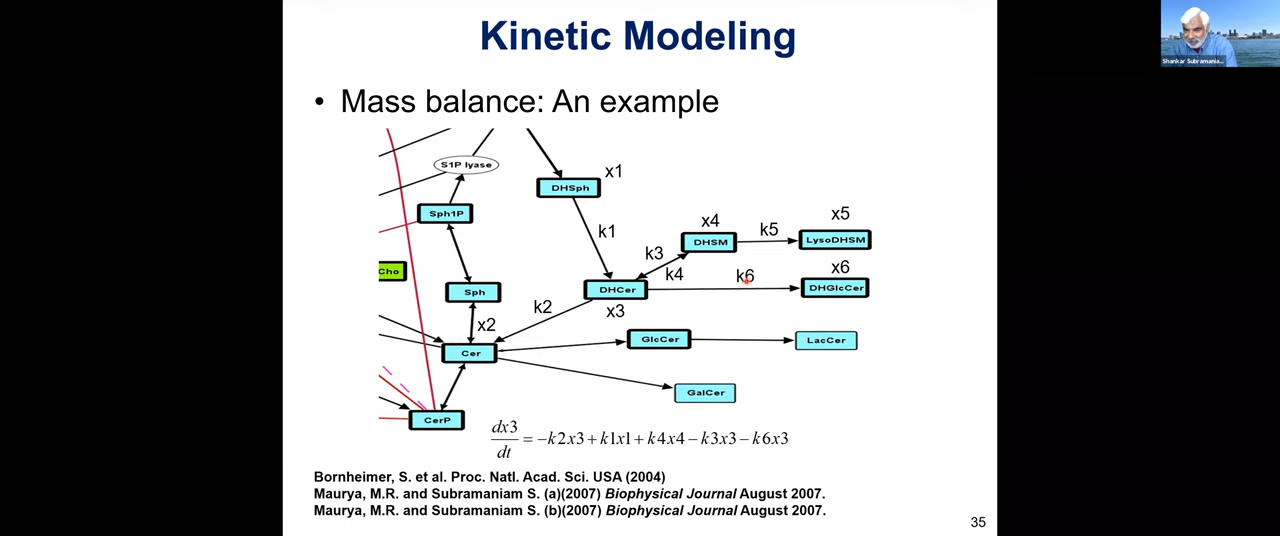 Kinetic Modeling
Shankar Subramania...
• Mass balance: An example
S1P lyase
x1
DHSph
Sph1P
k1
x4
k5
x5
DHSM
LysoDHSM
k3
Cho
k4
k6
x6
Sph
DHCer
DHGlcCer
k2
x3
x2
Cer
GlcCer
LacCer
GalCer
CerP
dx3/dt = −k2x3 + k1x1 + k4x4 − k3x3 − k6x3
Bornheimer, S. et al. Proc. Natl. Acad. Sci. USA (2004)
Maurya, M.R. and Subramaniam S. (a)(2007) Biophysical Journal August 2007.
Maurya, M.R. and Subramaniam S. (b)(2007) Biophysical Journal August 2007.
35